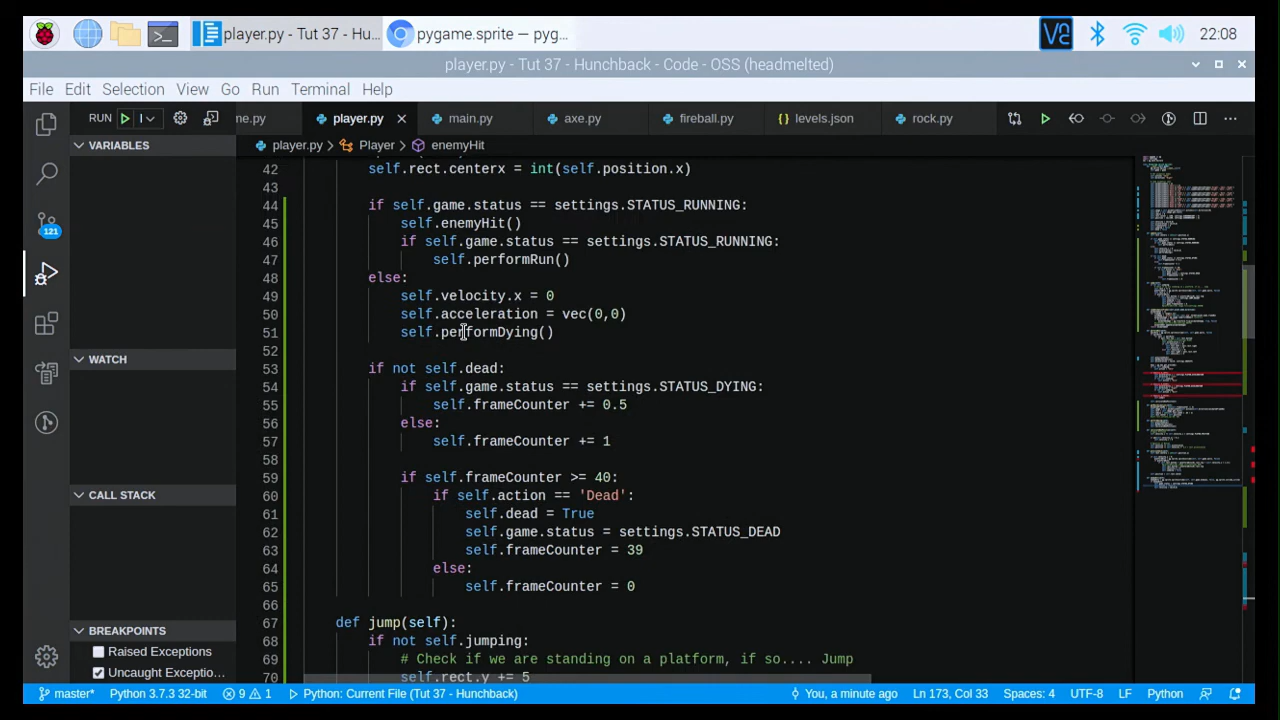 player.py - Tut 37 - Hu...
pygame.sprite — pyg...
22:08
player.py - Tut 37 - Hunchback - Code - OSS (headmelted)
File Edit Selection View Go Run Terminal Help
RUN
me.py player.py main.py axe.py fireball.py {} levels.json rock.py
VARIABLES
player.py > Player > enemyHit
42 self.rect.centerx = int(self.position.x)
43
44 if self.game.status == settings.STATUS_RUNNING:
45 self.enemyHit()
46 if self.game.status == settings.STATUS_RUNNING:
47 self.performRun()
48 else:
49 self.velocity.x = 0
50 self.acceleration = vec(0,0)
51 self.performDying()
52
53 if not self.dead:
54 if self.game.status == settings.STATUS_DYING:
55 self.frameCounter += 0.5
56 else:
57 self.frameCounter += 1
58
59 if self.frameCounter >= 40:
60 if self.action == 'Dead':
61 self.dead = True
62 self.game.status = settings.STATUS_DEAD
63 self.frameCounter = 39
64 else:
65 self.frameCounter = 0
66
67 def jump(self):
68 if not self.jumping:
69 # Check if we are standing on a platform, if so.... Jump
70 self.rect.y += 5
121
WATCH
CALL STACK
BREAKPOINTS
Raised Exceptions
Uncaught Exceptio...
master* Python 3.7.3 32-bit 9 1 Python: Current File (Tut 37 - Hunchback) You, a minute ago Ln 173, Col 33 Spaces: 4 UTF-8 LF Python